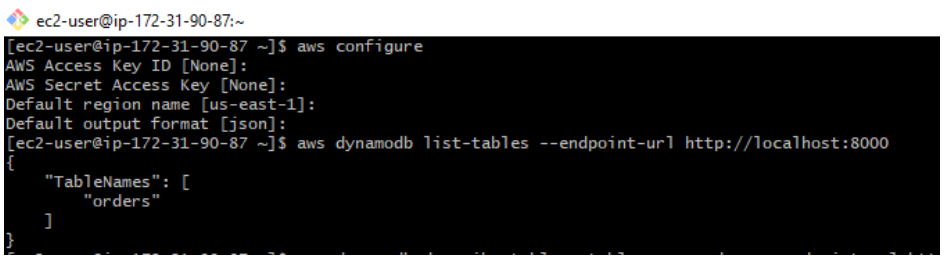 ec2-user@ip-172-31-90-87:~
[ec2-user@ip-172-31-90-87 ~]$ aws configure
AWS Access Key ID [None]:
AWS Secret Access Key [None]:
Default region name [us-east-1]:
Default output format [json]:
[ec2-user@ip-172-31-90-87 ~]$ aws dynamodb list-tables --endpoint-url http://localhost:8000
{
    "TableNames": [
        "orders"
    ]
}